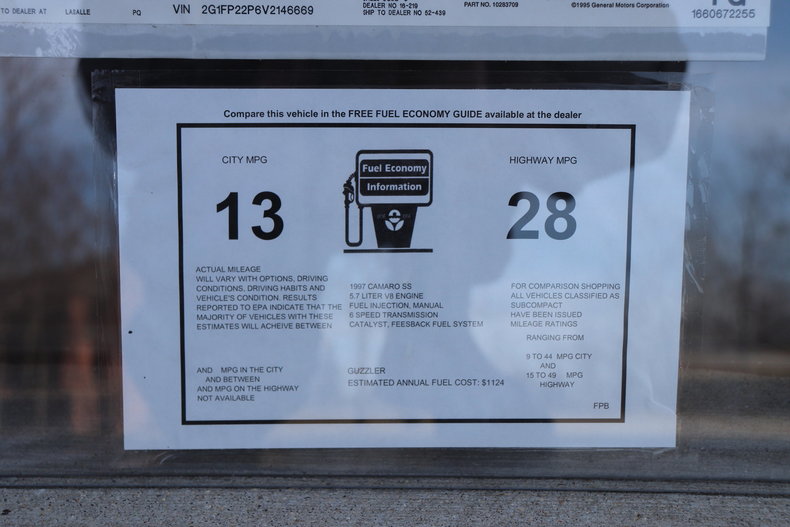 TO DEALER AT LASALLE PG VIN 2G1FP22P6V2146669
DEALER NO 16-219
SHIP TO DEALER NO 52-439
PART NO. 10283709
©1995 General Motors Corporation
1660672255
Compare this vehicle in the FREE FUEL ECONOMY GUIDE available at the dealer
CITY MPG
13
Fuel Economy
Information
HIGHWAY MPG
28
ACTUAL MILEAGE
WILL VARY WITH OPTIONS, DRIVING
CONDITIONS, DRIVING HABITS AND
VEHICLE'S CONDITION. RESULTS
REPORTED TO EPA INDICATE THAT THE
MAJORITY OF VEHICLES WITH THESE
ESTIMATES WILL ACHEIVE BETWEEN
AND MPG IN THE CITY
AND BETWEEN
AND MPG ON THE HIGHWAY
NOT AVAILABLE
1997 CAMARO SS
5.7 LITER V8 ENGINE
FUEL INJECTION, MANUAL
6 SPEED TRANSMISSION
CATALYST, FEESBACK FUEL SYSTEM
GUZZLER
ESTIMATED ANNUAL FUEL COST: $1124
FOR COMPARISON SHOPPING
ALL VEHICLES CLASSIFIED AS
SUBCOMPACT
HAVE BEEN ISSUED
MILEAGE RATINGS
RANGING FROM
9 TO 44 MPG CITY
AND
15 TO 49 MPG
HIGHWAY
FPB